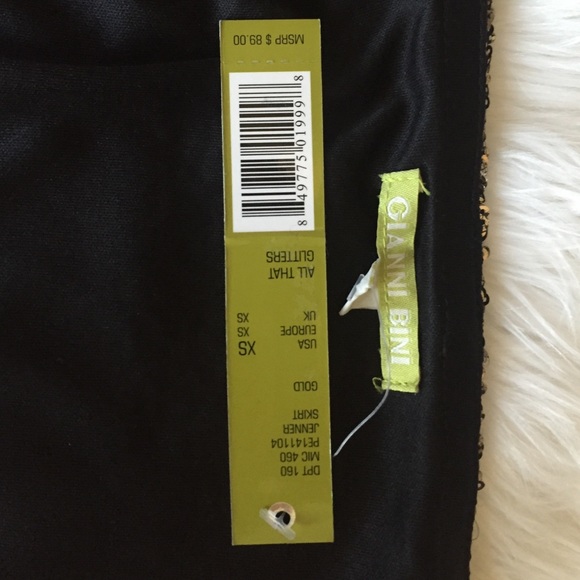 DPT 160
MIC 460
PE141104
JENNER
SKIRT
GOLD
USA XS
EUROPE XS
UK XS
ALL THAT
GLITTERS
8 49775 01999 8
MSRP $ 89.00
GIANNI BINI